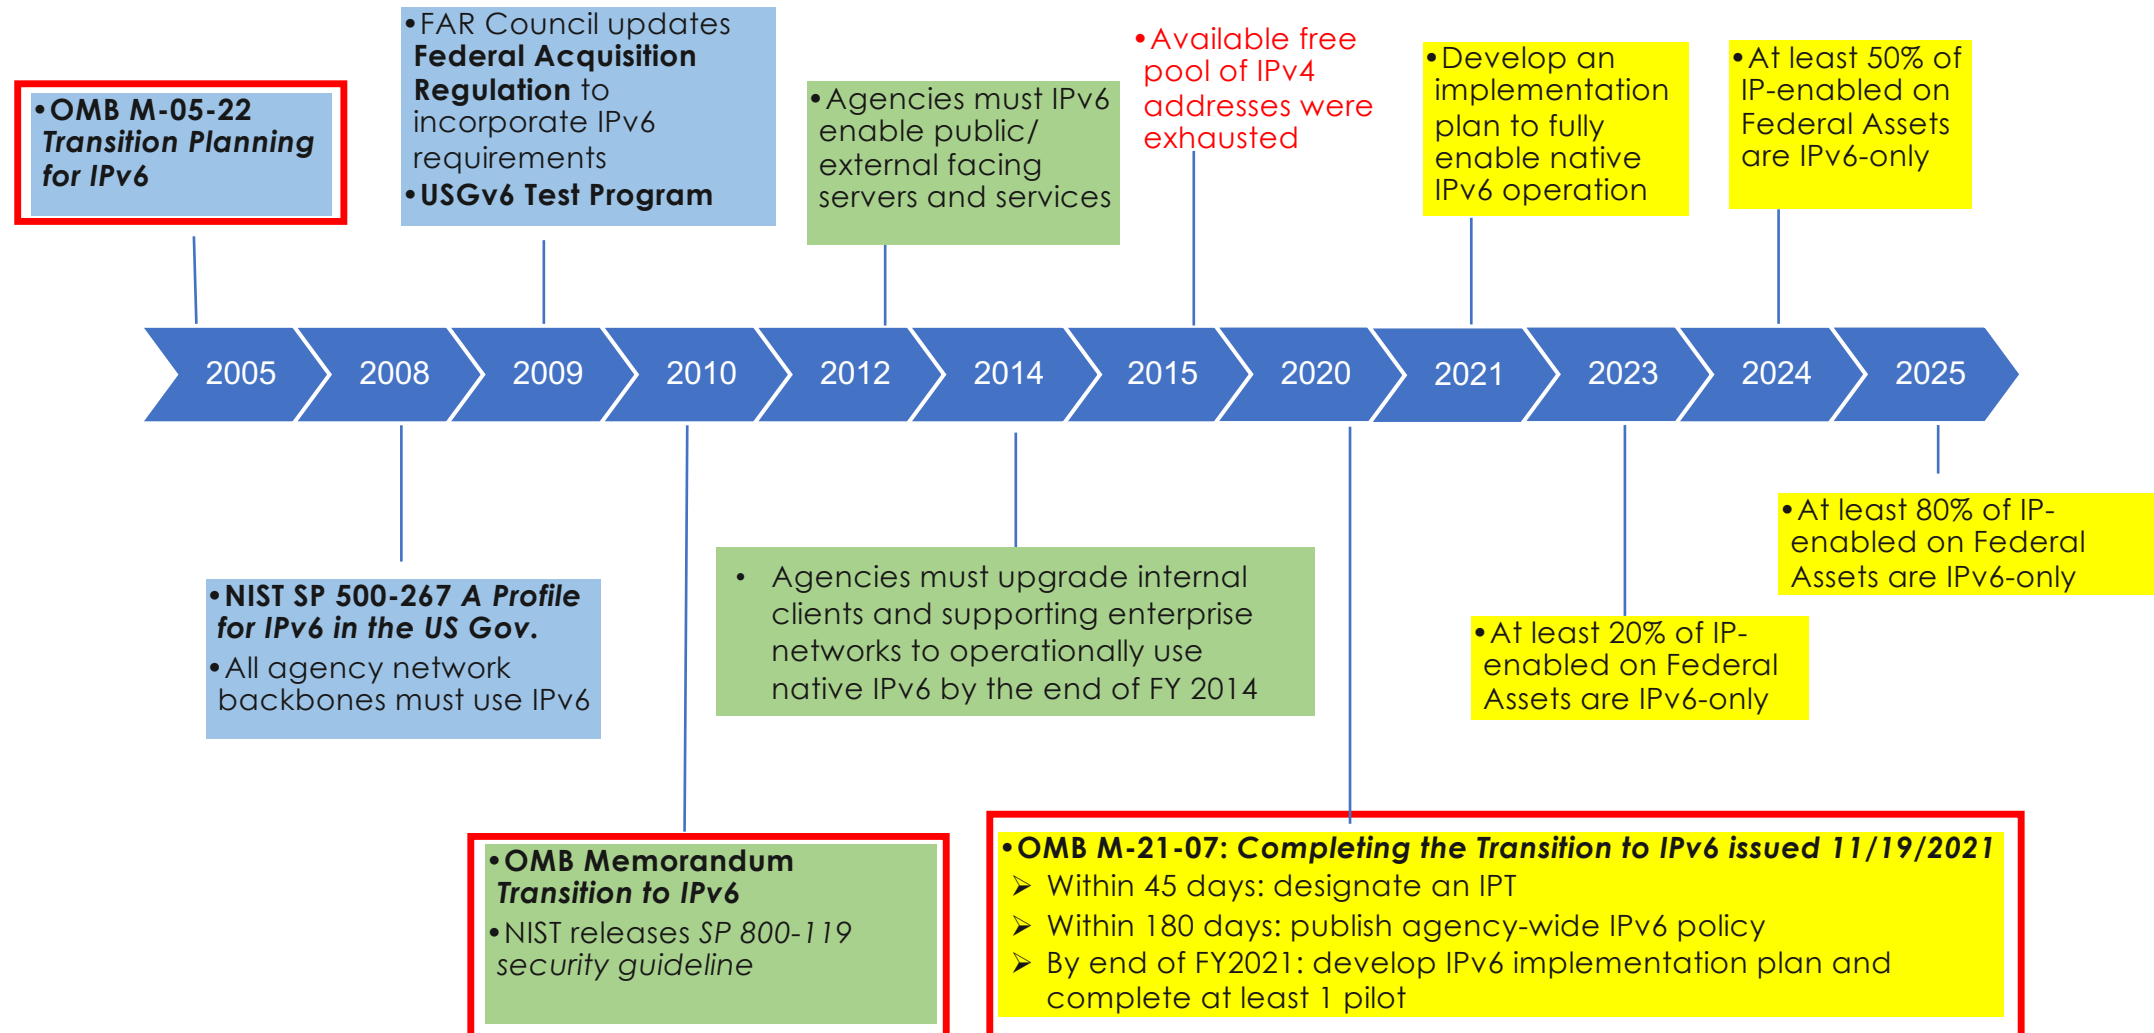 •OMB M-05-22
Transition Planning
for IPv6
•FAR Council updates
Federal Acquisition
Regulation to
incorporate IPv6
requirements
•USGv6 Test Program
•Agencies must IPv6
enable public/
external facing
servers and services
•Available free
pool of IPv4
addresses were
exhausted
•Develop an
implementation
plan to fully
enable native
IPv6 operation
•At least 50% of
IP-enabled on
Federal Assets
are IPv6-only
2005
2008
2009
2010
2012
2014
2015
2020
2021
2023
2024
2025
•NIST SP 500-267 A Profile
for IPv6 in the US Gov.
•All agency network
backbones must use IPv6
•OMB Memorandum
Transition to IPv6
•NIST releases SP 800-119
security guideline
• Agencies must upgrade internal
clients and supporting enterprise
networks to operationally use
native IPv6 by the end of FY 2014
•OMB M-21-07: Completing the Transition to IPv6 issued 11/19/2021
➢ Within 45 days: designate an IPT
➢ Within 180 days: publish agency-wide IPv6 policy
➢ By end of FY2021: develop IPv6 implementation plan and
complete at least 1 pilot
•At least 20% of IP-
enabled on Federal
Assets are IPv6-only
•At least 80% of IP-
enabled on Federal
Assets are IPv6-only